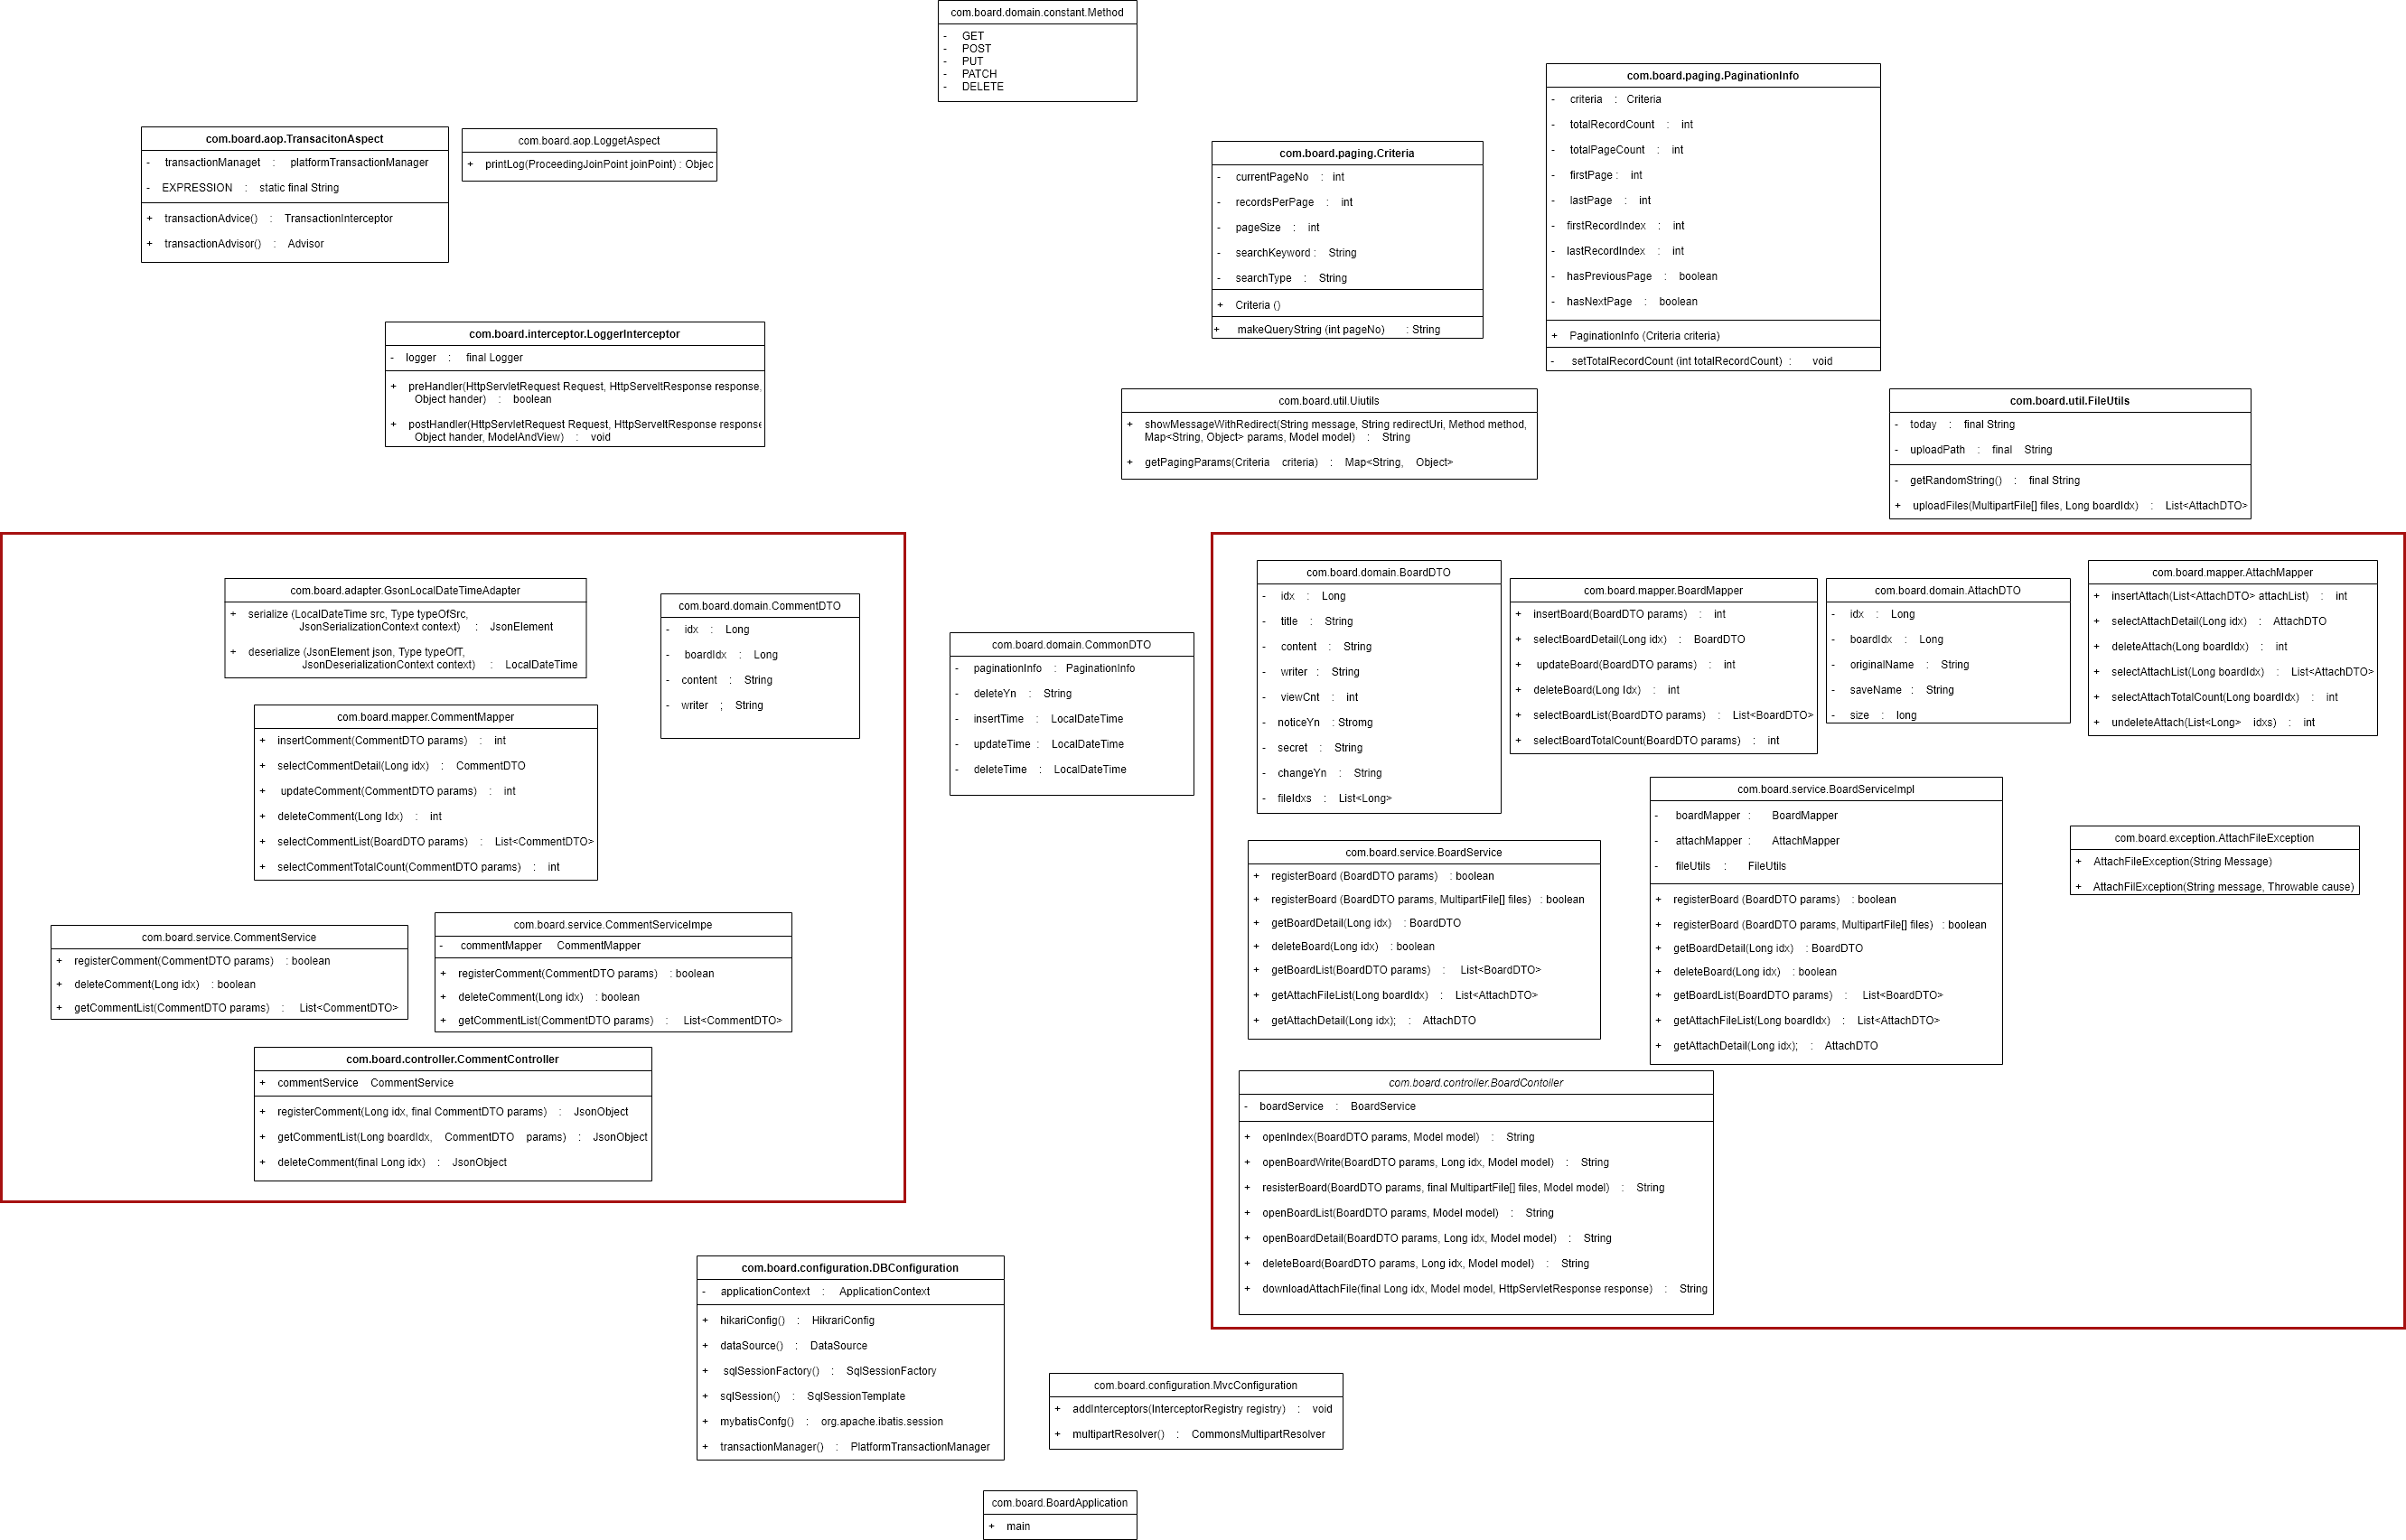 com.board.domain.constant.Method
- GET
- POST
- PUT
- PATCH
- DELETE
com.board.paging.PaginationInfo
- criteria : Criteria
- totalRecordCount : int
- totalPageCount : int
- firstPage : int
- lastPage : int
- firstRecordIndex : int
- lastRecordIndex : int
- hasPreviousPage : boolean
- hasNextPage : boolean
+ PaginationInfo (Criteria criteria)
- setTotalRecordCount (int totalRecordCount) : void
com.board.aop.TransacitonAspect
- transactionManaget : platformTransactionManager
- EXPRESSION : static final String
+ transactionAdvice() : TransactionInterceptor
+ transactionAdvisor() : Advisor
com.board.aop.LoggetAspect
+ printLog(ProceedingJoinPoint joinPoint) : Objec
com.board.paging.Criteria
- currentPageNo : int
- recordsPerPage : int
- pageSize : int
- searchKeyword : String
- searchType : String
+ Criteria ()
+ makeQueryString (int pageNo) : String
com.board.interceptor.LoggerInterceptor
- logger : final Logger
+ preHandler(HttpServletRequest Request, HttpServeltResponse response,
Object hander) : boolean
+ postHandler(HttpServletRequest Request, HttpServeltResponse response
Object hander, ModelAndView) : void
com.board.util.Uiutils
+ showMessageWithRedirect(String message, String redirectUri, Method method,
Map<String, Object> params, Model model) : String
+ getPagingParams(Criteria criteria) : Map<String, Object>
com.board.util.FileUtils
- today : final String
- uploadPath : final String
- getRandomString() : final String
+ uploadFiles(MultipartFile[] files, Long boardIdx) : List<AttachDTO>
com.board.adapter.GsonLocalDateTimeAdapter
+ serialize (LocalDateTime src, Type typeOfSrc,
JsonSerializationContext context) : JsonElement
+ deserialize (JsonElement json, Type typeOfT,
JsonDeserializationContext context) : LocalDateTime
com.board.domain.CommentDTO
- idx : Long
- boardIdx : Long
- content : String
- writer ; String
com.board.mapper.CommentMapper
+ insertComment(CommentDTO params) : int
+ selectCommentDetail(Long idx) : CommentDTO
+ updateComment(CommentDTO params) : int
+ deleteComment(Long Idx) : int
+ selectCommentList(BoardDTO params) : List<CommentDTO>
+ selectCommentTotalCount(CommentDTO params) : int
com.board.service.CommentService
+ registerComment(CommentDTO params) : boolean
+ deleteComment(Long idx) : boolean
+ getCommentList(CommentDTO params) : List<CommentDTO>
com.board.service.CommentServiceImpe
- commentMapper CommentMapper
+ registerComment(CommentDTO params) : boolean
+ deleteComment(Long idx) : boolean
+ getCommentList(CommentDTO params) : List<CommentDTO>
com.board.controller.CommentController
+ commentService CommentService
+ registerComment(Long idx, final CommentDTO params) : JsonObject
+ getCommentList(Long boardIdx, CommentDTO params) : JsonObject
+ deleteComment(final Long idx) : JsonObject
com.board.domain.CommonDTO
- paginationInfo : PaginationInfo
- deleteYn : String
- insertTime : LocalDateTime
- updateTime : LocalDateTime
- deleteTime : LocalDateTime
com.board.domain.BoardDTO
- idx : Long
- title : String
- content : String
- writer : String
- viewCnt : int
- noticeYn : Stromg
- secret : String
- changeYn : String
- fileIdxs : List<Long>
com.board.mapper.BoardMapper
+ insertBoard(BoardDTO params) : int
+ selectBoardDetail(Long idx) : BoardDTO
+ updateBoard(BoardDTO params) : int
+ deleteBoard(Long Idx) : int
+ selectBoardList(BoardDTO params) : List<BoardDTO>
+ selectBoardTotalCount(BoardDTO params) : int
com.board.domain.AttachDTO
- idx : Long
- boardIdx : Long
- originalName : String
- saveName : String
- size : long
com.board.mapper.AttachMapper
+ insertAttach(List<AttachDTO> attachList) : int
+ selectAttachDetail(Long idx) : AttachDTO
+ deleteAttach(Long boardIdx) : int
+ selectAttachList(Long boardIdx) : List<AttachDTO>
+ selectAttachTotalCount(Long boardIdx) : int
+ undeleteAttach(List<Long> idxs) : int
com.board.service.BoardService
+ registerBoard (BoardDTO params) : boolean
+ registerBoard (BoardDTO params, MultipartFile[] files) : boolean
+ getBoardDetail(Long idx) : BoardDTO
+ deleteBoard(Long idx) : boolean
+ getBoardList(BoardDTO params) : List<BoardDTO>
+ getAttachFileList(Long boardIdx) : List<AttachDTO>
+ getAttachDetail(Long idx); : AttachDTO
com.board.service.BoardServiceImpl
- boardMapper : BoardMapper
- attachMapper : AttachMapper
- fileUtils : FileUtils
+ registerBoard (BoardDTO params) : boolean
+ registerBoard (BoardDTO params, MultipartFile[] files) : boolean
+ getBoardDetail(Long idx) : BoardDTO
+ deleteBoard(Long idx) : boolean
+ getBoardList(BoardDTO params) : List<BoardDTO>
+ getAttachFileList(Long boardIdx) : List<AttachDTO>
+ getAttachDetail(Long idx); : AttachDTO
com.board.exception.AttachFileException
+ AttachFileException(String Message)
+ AttachFilException(String message, Throwable cause)
com.board.controller.BoardContoller
- boardService : BoardService
+ openIndex(BoardDTO params, Model model) : String
+ openBoardWrite(BoardDTO params, Long idx, Model model) : String
+ resisterBoard(BoardDTO params, final MultipartFile[] files, Model model) : String
+ openBoardList(BoardDTO params, Model model) : String
+ openBoardDetail(BoardDTO params, Long idx, Model model) : String
+ deleteBoard(BoardDTO params, Long idx, Model model) : String
+ downloadAttachFile(final Long idx, Model model, HttpServletResponse response) : String
com.board.configuration.DBConfiguration
- applicationContext : ApplicationContext
+ hikariConfig() : HikrariConfig
+ dataSource() : DataSource
+ sqlSessionFactory() : SqlSessionFactory
+ sqlSession() : SqlSessionTemplate
+ mybatisConfg() : org.apache.ibatis.session
+ transactionManager() : PlatformTransactionManager
com.board.configuration.MvcConfiguration
+ addInterceptors(InterceptorRegistry registry) : void
+ multipartResolver() : CommonsMultipartResolver
com.board.BoardApplication
+ main